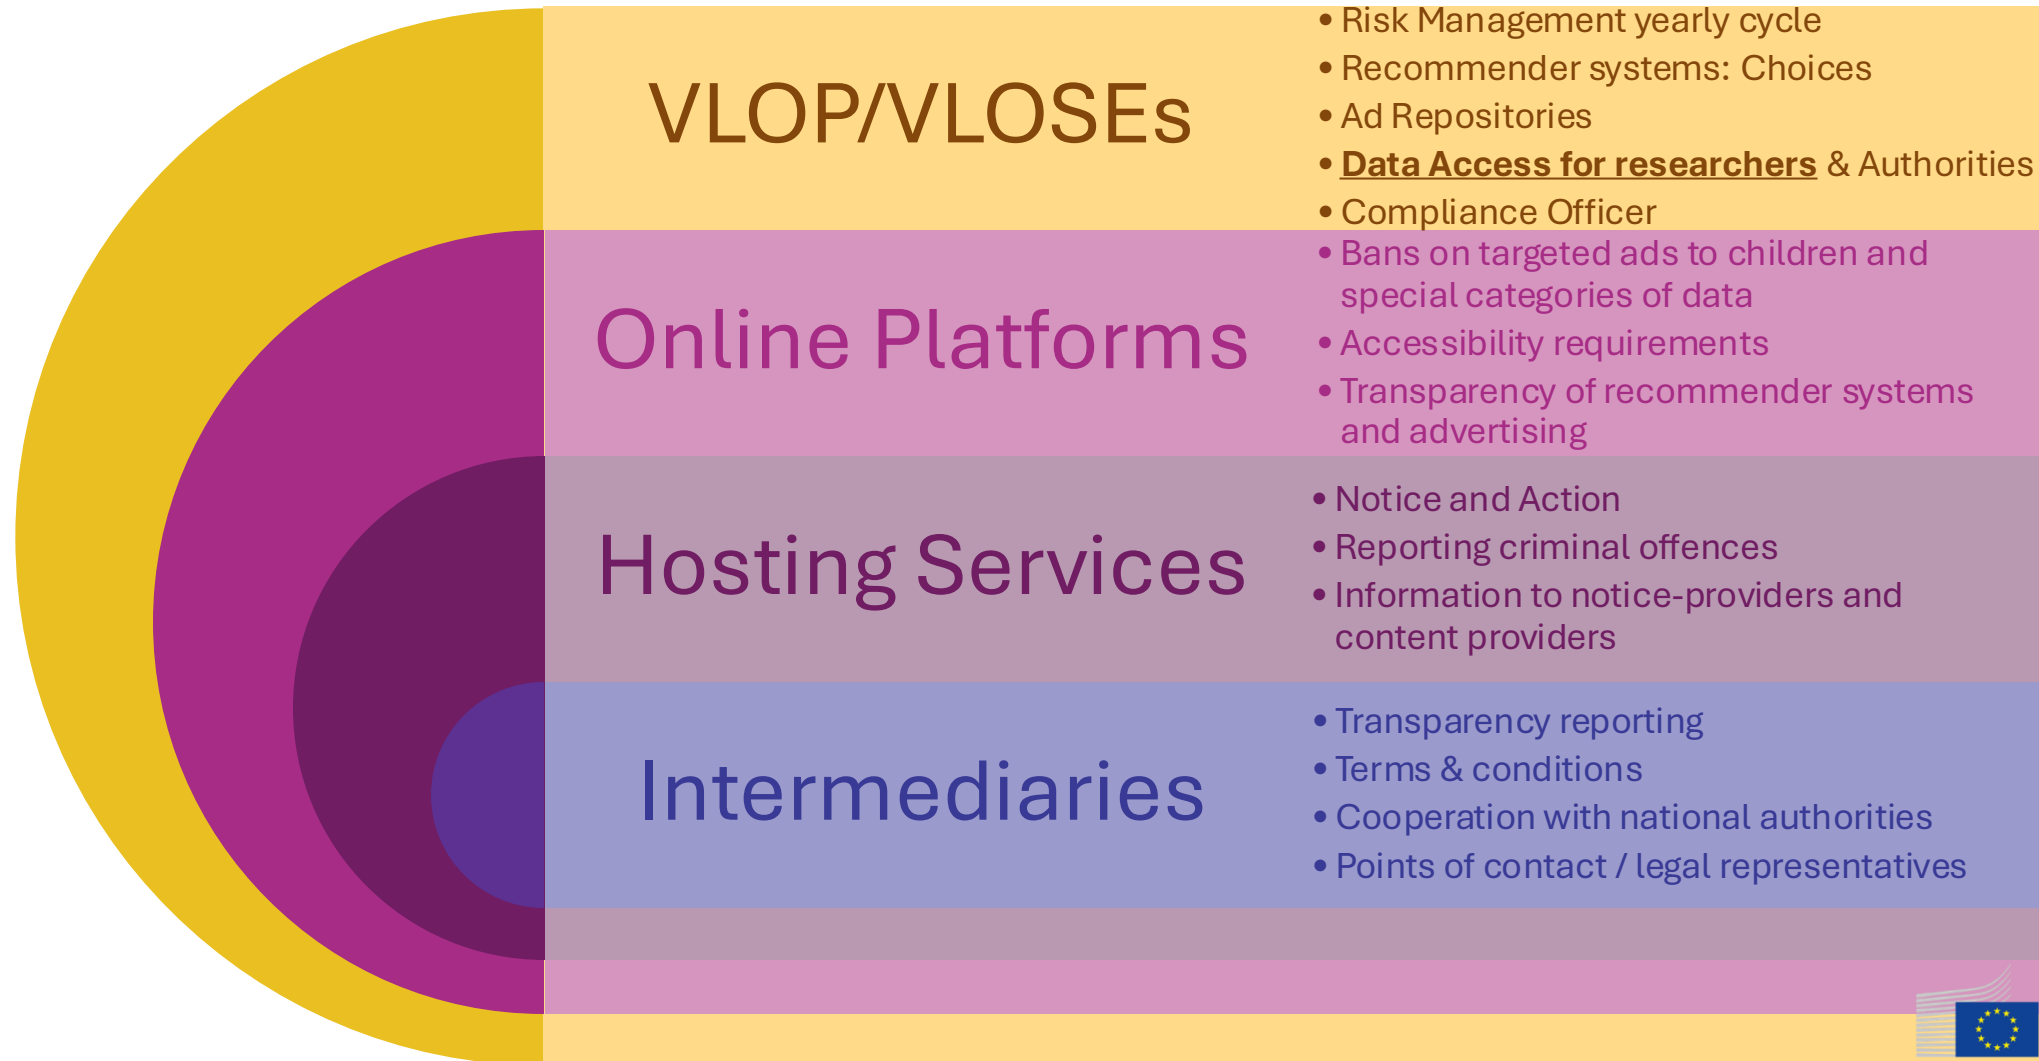 VLOP/VLOSEs
• Risk Management yearly cycle
• Recommender systems: Choices
• Ad Repositories
• Data Access for researchers & Authorities
• Compliance Officer
Online Platforms
• Bans on targeted ads to children and
special categories of data
• Accessibility requirements
• Transparency of recommender systems
and advertising
Hosting Services
• Notice and Action
• Reporting criminal offences
• Information to notice-providers and
content providers
Intermediaries
• Transparency reporting
• Terms & conditions
• Cooperation with national authorities
• Points of contact / legal representatives